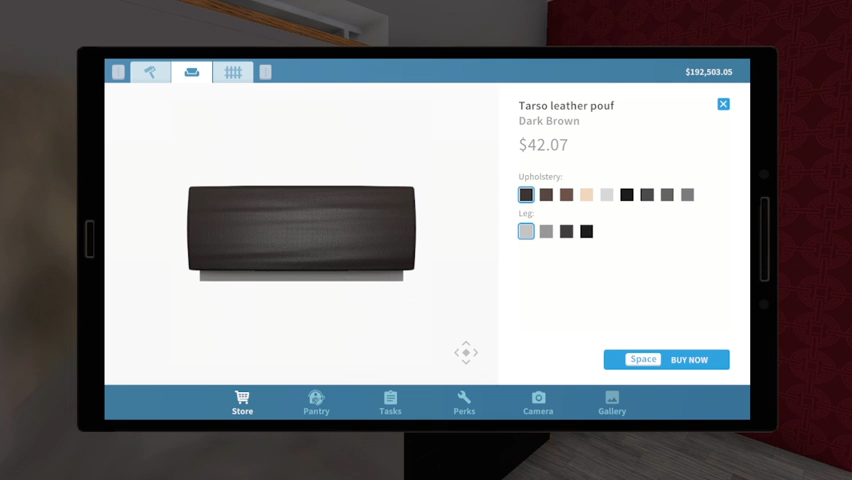 $192,503.05
Tarso leather pouf
Dark Brown
$42.07
Upholstery:
Leg:
Space BUY NOW
Store Pantry Tasks Perks Camera Gallery